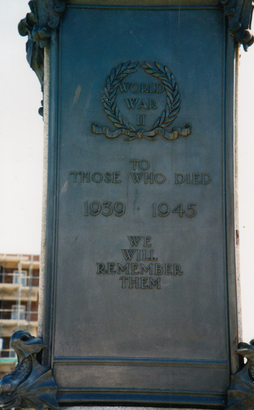 WORLD
WAR
II
TO
THOSE WHO DIED
1939 · 1945
WE
WILL
REMEMBER
THEM